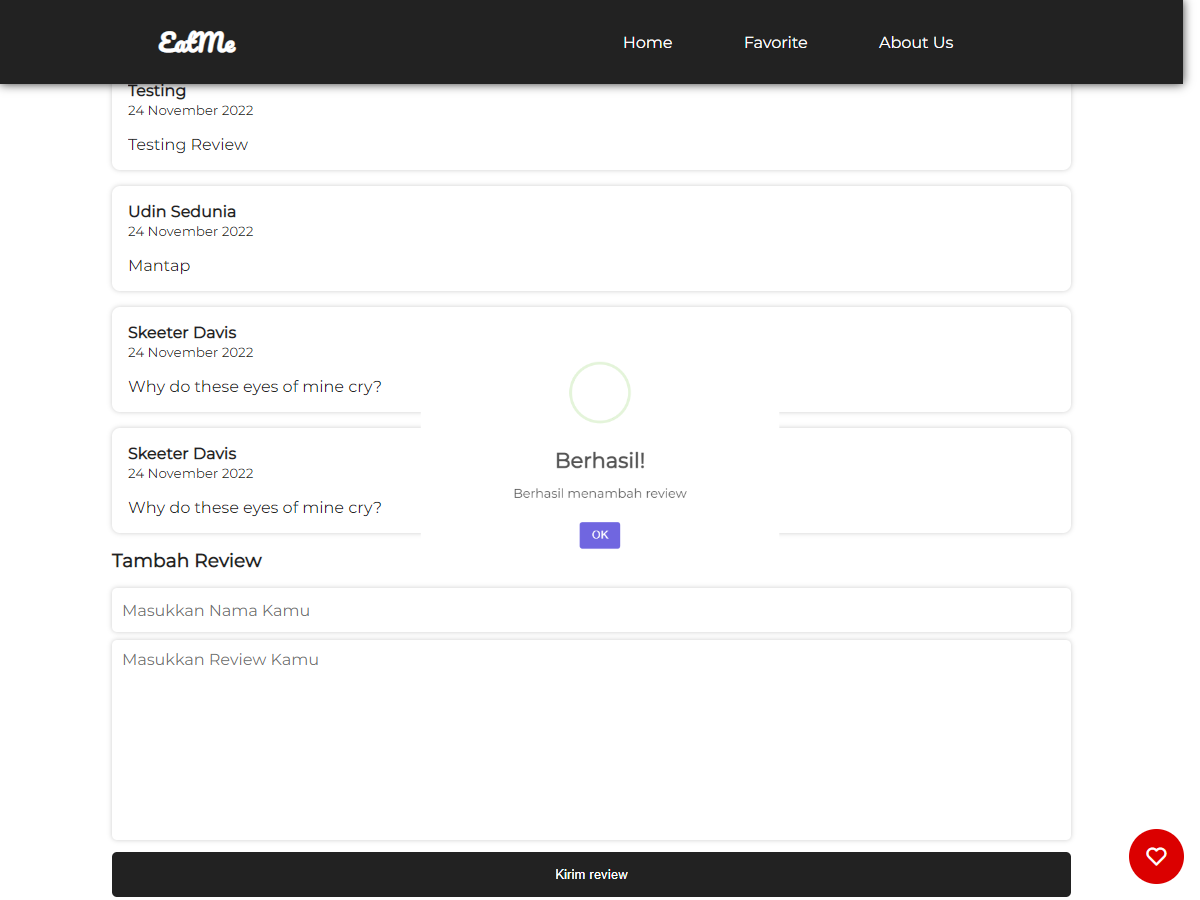 EatMe
Home
Favorite
About Us
Testing
24 November 2022
Testing Review
Udin Sedunia
24 November 2022
Mantap
Skeeter Davis
24 November 2022
Why do these eyes of mine cry?
Skeeter Davis
24 November 2022
Why do these eyes of mine cry?
Berhasil!
Berhasil menambah review
OK
Tambah Review
Masukkan Nama Kamu
Masukkan Review Kamu
Kirim review